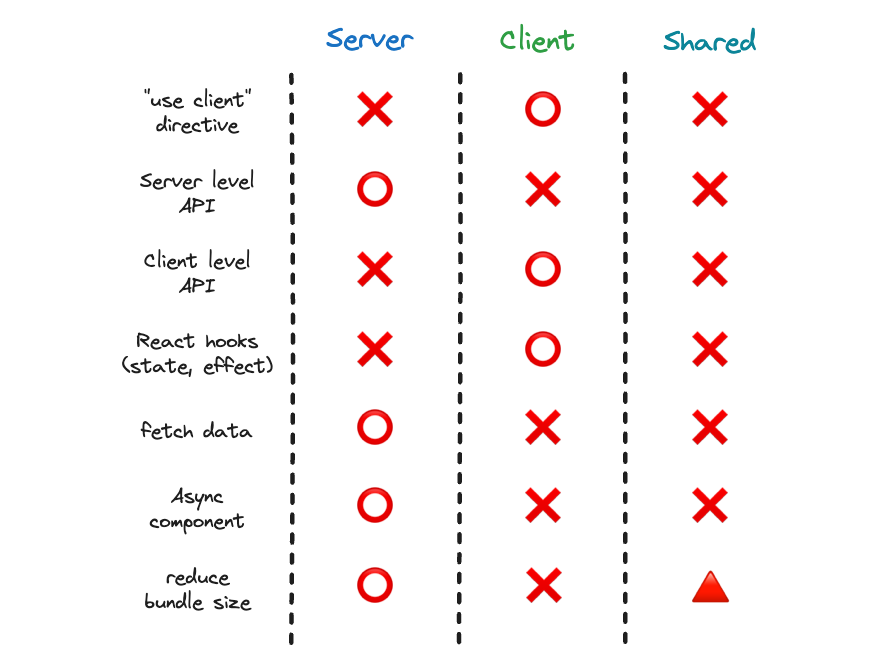 Server Client Shared
"use client"
directive
Server level
API
Client level
API
React hooks
(state, effect)
fetch data
Async
component
reduce
bundle size